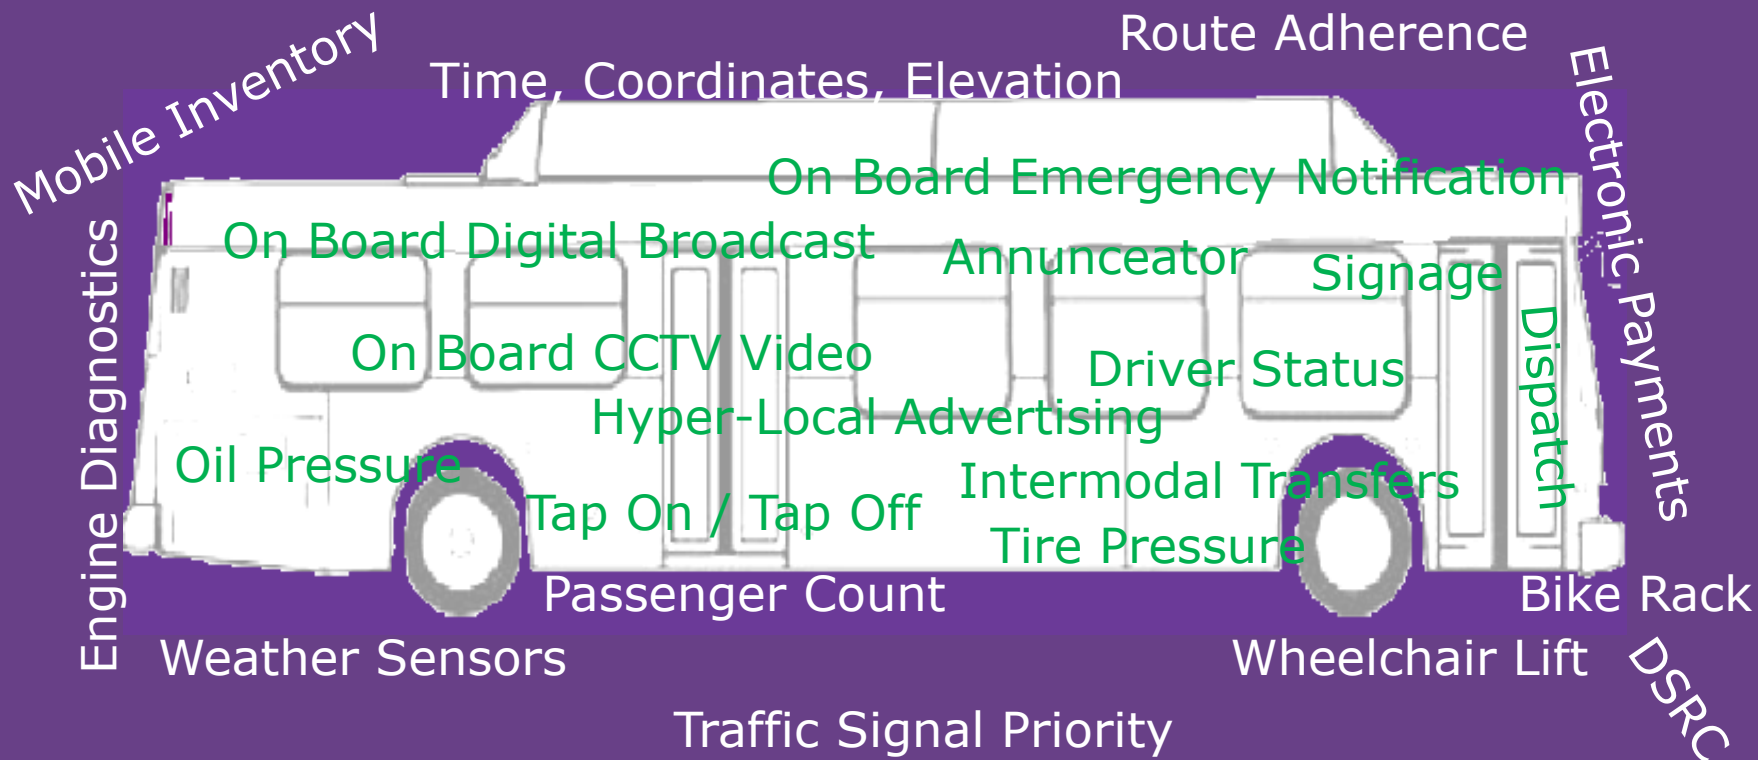 Route Adherence
Mobile Inventory
Time, Coordinates, Elevation
Electronic Payments
On Board Emergency Notification
On Board Digital Broadcast
Annunceator
Signage
Engine Diagnostics
On Board CCTV Video
Driver Status
Dispatch
Hyper-Local Advertising
Oil Pressure
Intermodal Transfers
Tap On / Tap Off
Tire Pressure
Passenger Count
Bike Rack
Weather Sensors
Wheelchair Lift
DSRC
Traffic Signal Priority